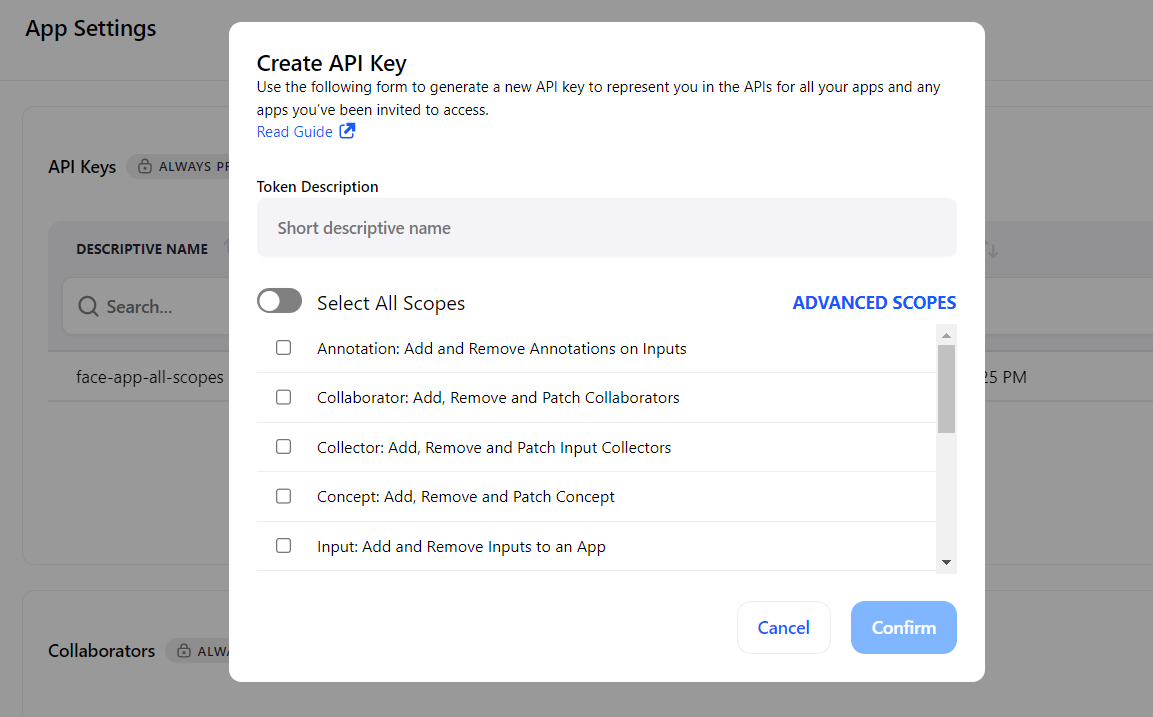 App Settings
Create API Key
Use the following form to generate a new API key to represent you in the APIs for all your apps and any
apps you've been invited to access.
Read Guide
API Keys
ALWAYS
Token Description
Short descriptive name
DESCRIPTIVE NAME
Search...
Select All Scopes
ADVANCED SCOPES
Annotation: Add and Remove Annotations on Inputs
face-app-all-scopes
25 PM
Collaborator: Add, Remove and Patch Collaborators
Collector: Add, Remove and Patch Input Collectors
Concept: Add, Remove and Patch Concept
Input: Add and Remove Inputs to an App
Cancel
Confirm
Collaborators